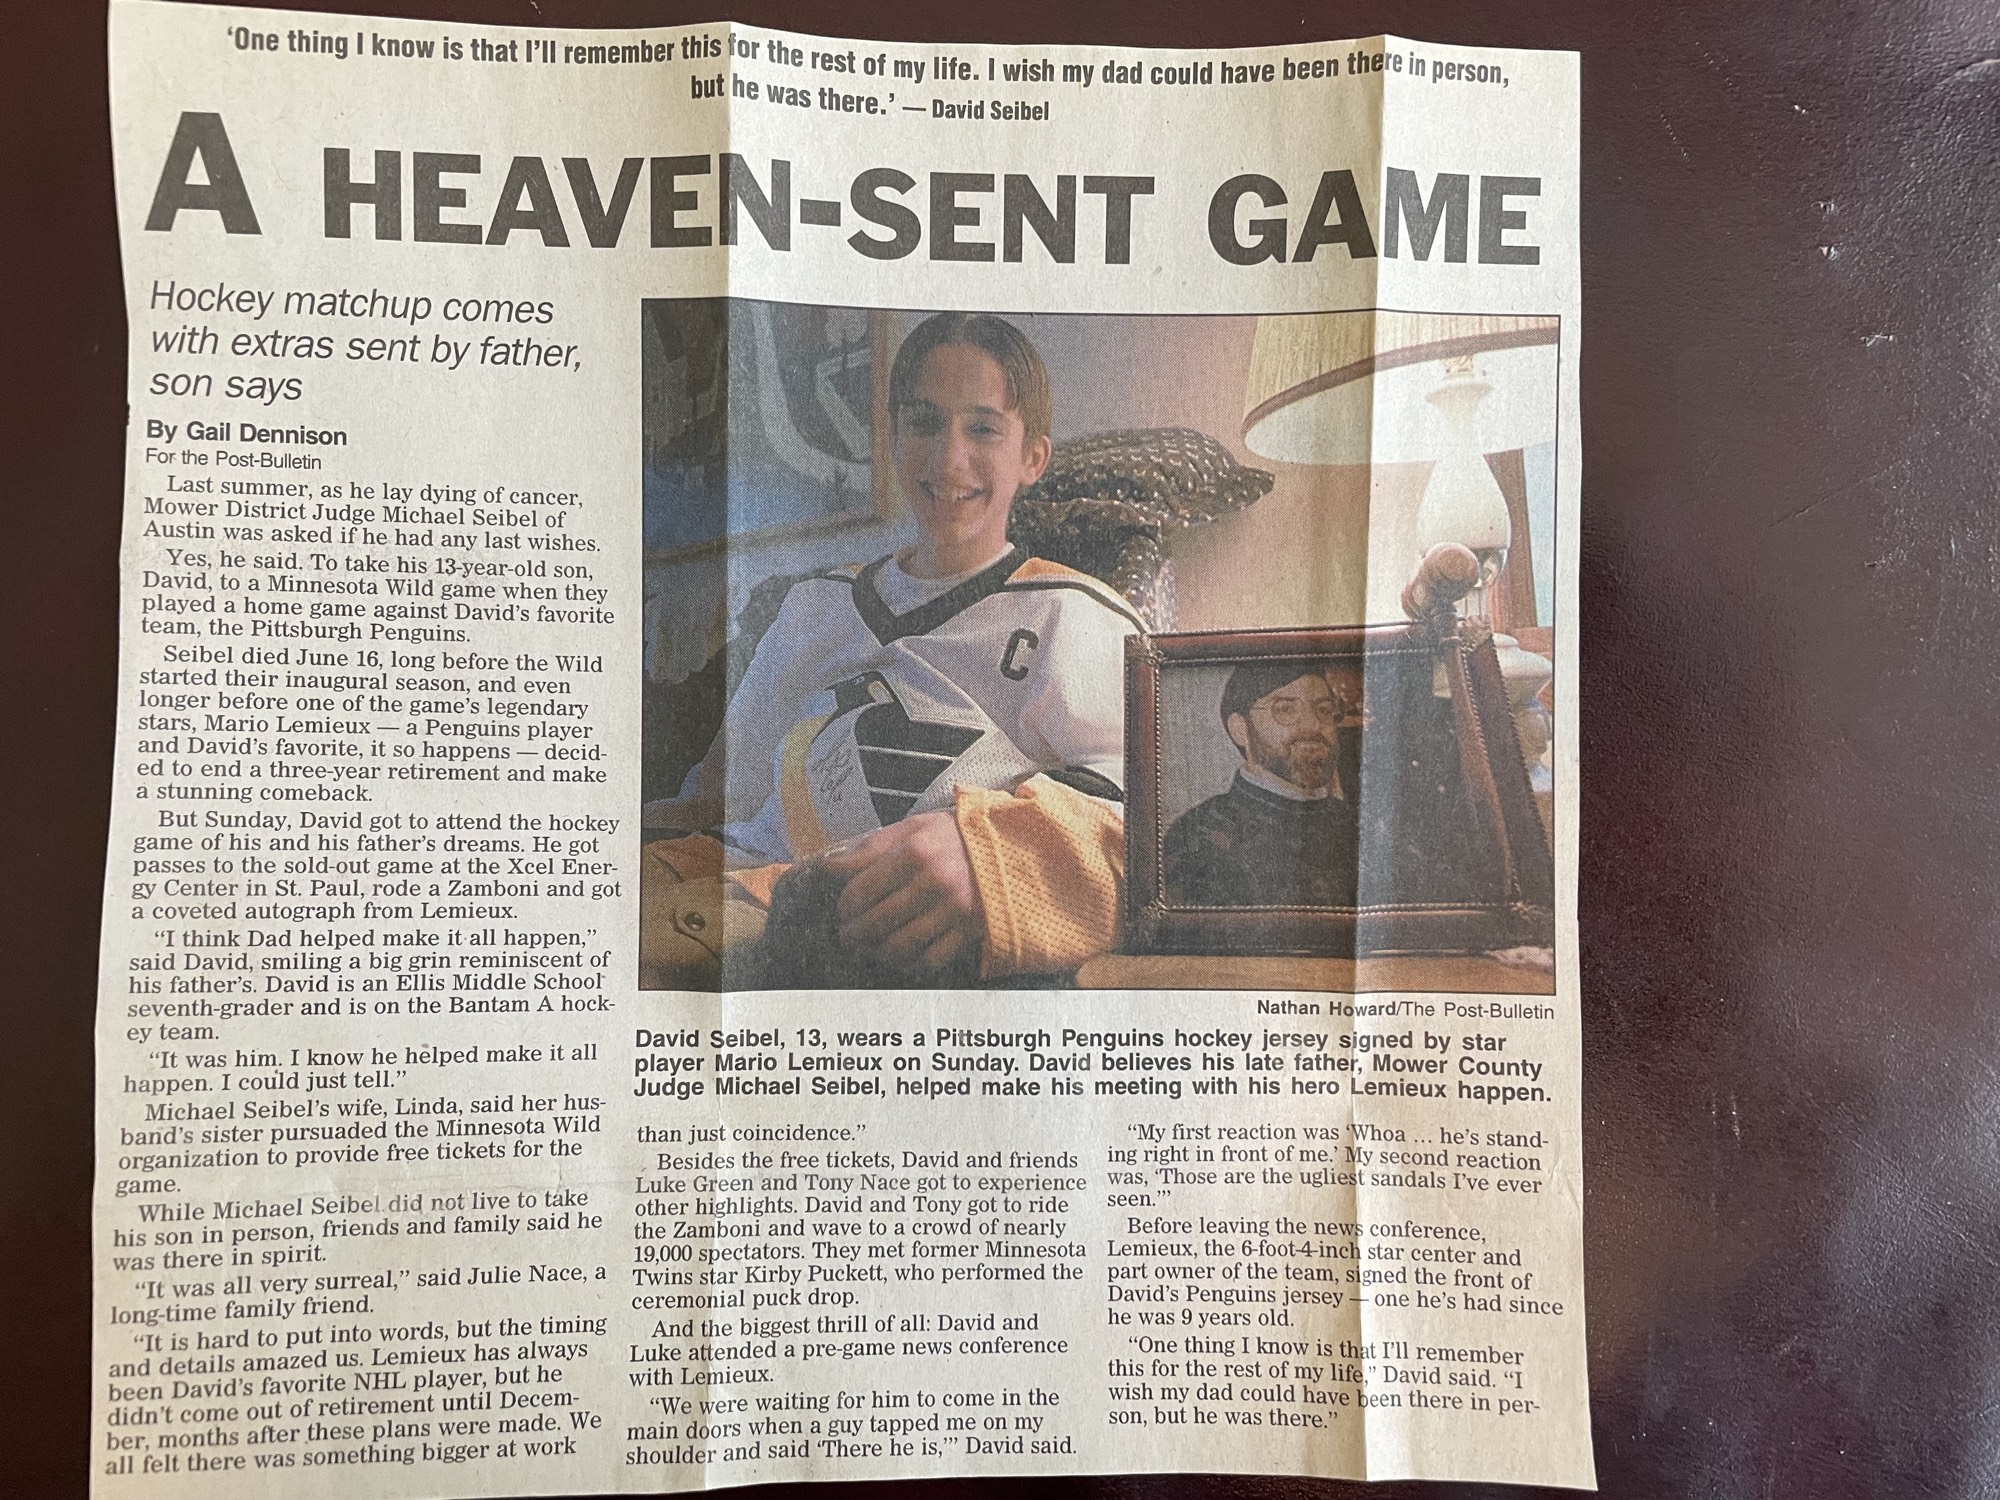 ‘One thing I know is that I’ll remember this for the rest of my life. I wish my dad could have been there in person,
but he was there.’ — David Seibel
A HEAVEN-SENT GAME
Hockey matchup comes
with extras sent by father,
son says
By Gail Dennison
For the Post-Bulletin
Last summer, as he lay dying of cancer,
Mower District Judge Michael Seibel of
Austin was asked if he had any last wishes.
Yes, he said. To take his 13-year-old son,
David, to a Minnesota Wild game when they
played a home game against David’s favorite
team, the Pittsburgh Penguins.
Seibel died June 16, long before the Wild
started their inaugural season, and even
longer before one of the game’s legendary
stars, Mario Lemieux — a Penguins player
and David’s favorite, it so happens — decid-
ed to end a three-year retirement and make
a stunning comeback.
But Sunday, David got to attend the hockey
game of his and his father’s dreams. He got
passes to the sold-out game at the Xcel Ener-
gy Center in St. Paul, rode a Zamboni and got
a coveted autograph from Lemieux.
“I think Dad helped make it all happen,”
said David, smiling a big grin reminiscent of
his father’s. David is an Ellis Middle School
seventh-grader and is on the Bantam A hock-
ey team.
“It was him. I know he helped make it all
happen. I could just tell.”
Michael Seibel’s wife, Linda, said her hus-
band’s sister pursuaded the Minnesota Wild
organization to provide free tickets for the
game.
While Michael Seibel did not live to take
his son in person, friends and family said he
was there in spirit.
“It was all very surreal,” said Julie Nace, a
long-time family friend.
“It is hard to put into words, but the timing
and details amazed us. Lemieux has always
been David’s favorite NHL player, but he
didn’t come out of retirement until Decem-
ber, months after these plans were made. We
all felt there was something bigger at work
C
Nathan Howard/The Post-Bulletin
David Seibel, 13, wears a Pittsburgh Penguins hockey jersey signed by star
player Mario Lemieux on Sunday. David believes his late father, Mower County
Judge Michael Seibel, helped make his meeting with his hero Lemieux happen.
than just coincidence.”
Besides the free tickets, David and friends
Luke Green and Tony Nace got to experience
other highlights. David and Tony got to ride
the Zamboni and wave to a crowd of nearly
19,000 spectators. They met former Minnesota
Twins star Kirby Puckett, who performed the
ceremonial puck drop.
And the biggest thrill of all: David and
Luke attended a pre-game news conference
with Lemieux.
“We were waiting for him to come in the
main doors when a guy tapped me on my
shoulder and said ‘There he is,’” David said.
“My first reaction was ‘Whoa ... he’s stand-
ing right in front of me.’ My second reaction
was, ‘Those are the ugliest sandals I’ve ever
seen.’”
Before leaving the news conference,
Lemieux, the 6-foot-4-inch star center and
part owner of the team, signed the front of
David’s Penguins jersey — one he’s had since
he was 9 years old.
“One thing I know is that I’ll remember
this for the rest of my life,” David said. “I
wish my dad could have been there in per-
son, but he was there.”